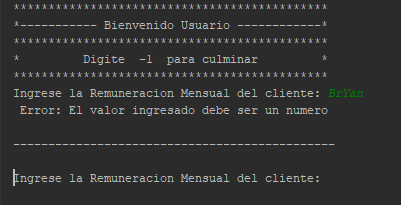 ********************************************
*----------- Bienvenido Usuario ------------*
********************************************
*         Digite  -1  para culminar         *
********************************************
Ingrese la Remuneracion Mensual del cliente: BrYan
 Error: El valor ingresado debe ser un numero
----------------------------------------------
Ingrese la Remuneracion Mensual del cliente: